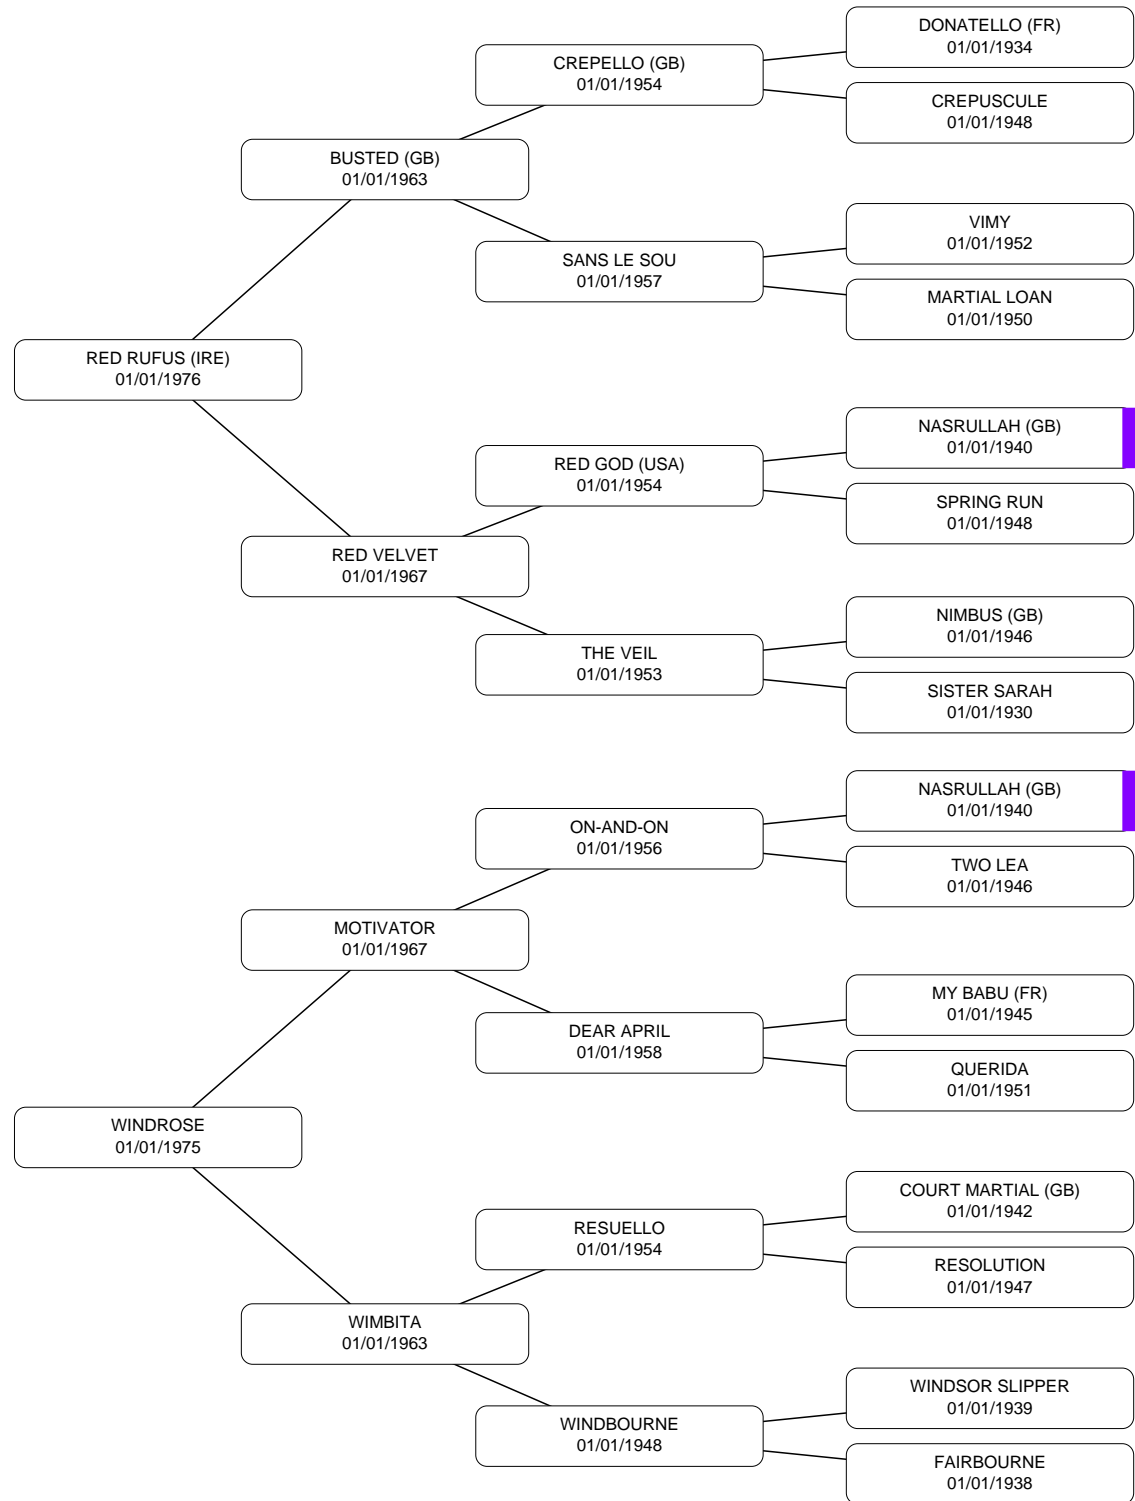 DONATELLO (FR)
01/01/1934
CREPELLO (GB)
01/01/1954
CREPUSCULE
01/01/1948
BUSTED (GB)
01/01/1963
VIMY
01/01/1952
SANS LE SOU
01/01/1957
MARTIAL LOAN
01/01/1950
RED RUFUS (IRE)
01/01/1976
NASRULLAH (GB)
01/01/1940
RED GOD (USA)
01/01/1954
SPRING RUN
01/01/1948
RED VELVET
01/01/1967
NIMBUS (GB)
01/01/1946
THE VEIL
01/01/1953
SISTER SARAH
01/01/1930
NASRULLAH (GB)
01/01/1940
ON-AND-ON
01/01/1956
TWO LEA
01/01/1946
MOTIVATOR
01/01/1967
MY BABU (FR)
01/01/1945
DEAR APRIL
01/01/1958
QUERIDA
01/01/1951
WINDROSE
01/01/1975
COURT MARTIAL (GB)
01/01/1942
RESUELLO
01/01/1954
RESOLUTION
01/01/1947
WIMBITA
01/01/1963
WINDSOR SLIPPER
01/01/1939
WINDBOURNE
01/01/1948
FAIRBOURNE
01/01/1938